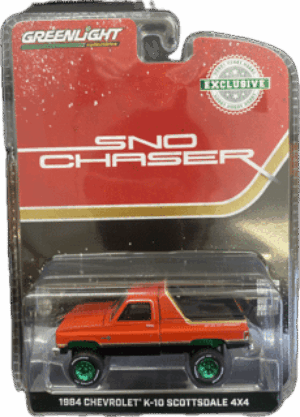 GREENLIGHT
EXCLUSIVE
SNO
CHASER
1984 CHEVROLET K-10 SCOTTSDALE 4X4